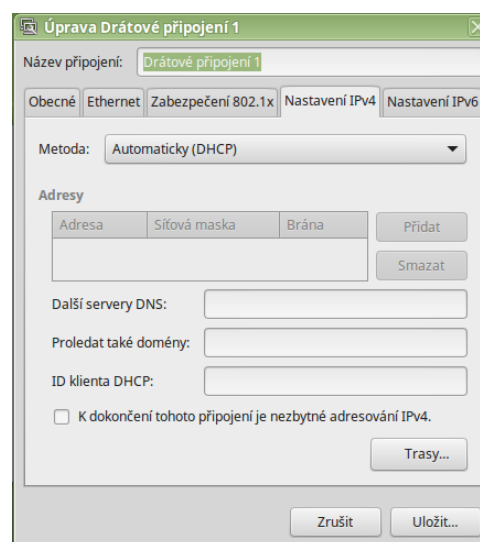 Úprava Drátové připojení 1
Název připojení: Drátové připojení 1
Obecné Ethernet Zabezpečení 802.1x Nastavení IPv4 Nastavení IPv6
Metoda: Automaticky (DHCP)
Adresy
Adresa Síťová maska Brána Přidat
Smazat
Další servery DNS:
Proledat také domény:
ID klienta DHCP:
K dokončení tohoto připojení je nezbytné adresování IPv4.
Trasy...
Zrušit Uložit...